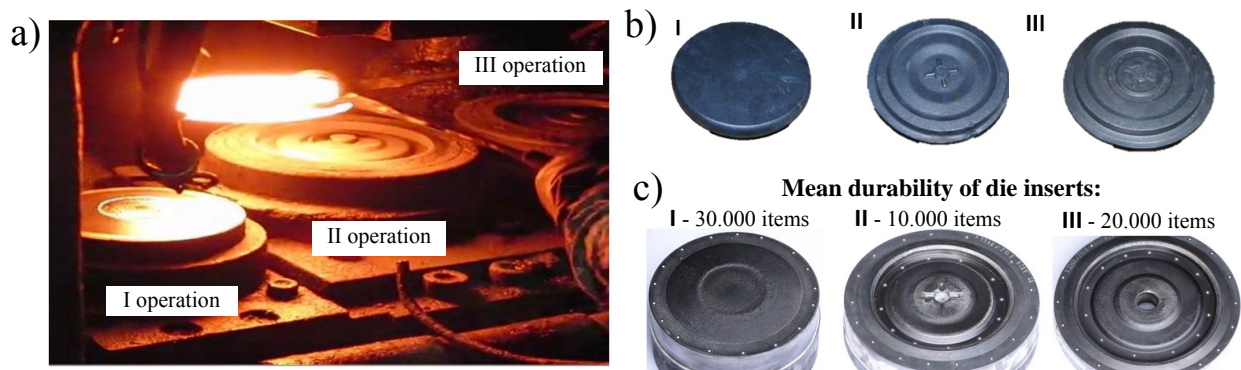 a)
III operation
II operation
I operation
b)
I
II
III
c)
Mean durability of die inserts:
I - 30.000 items
II - 10.000 items
III - 20.000 items